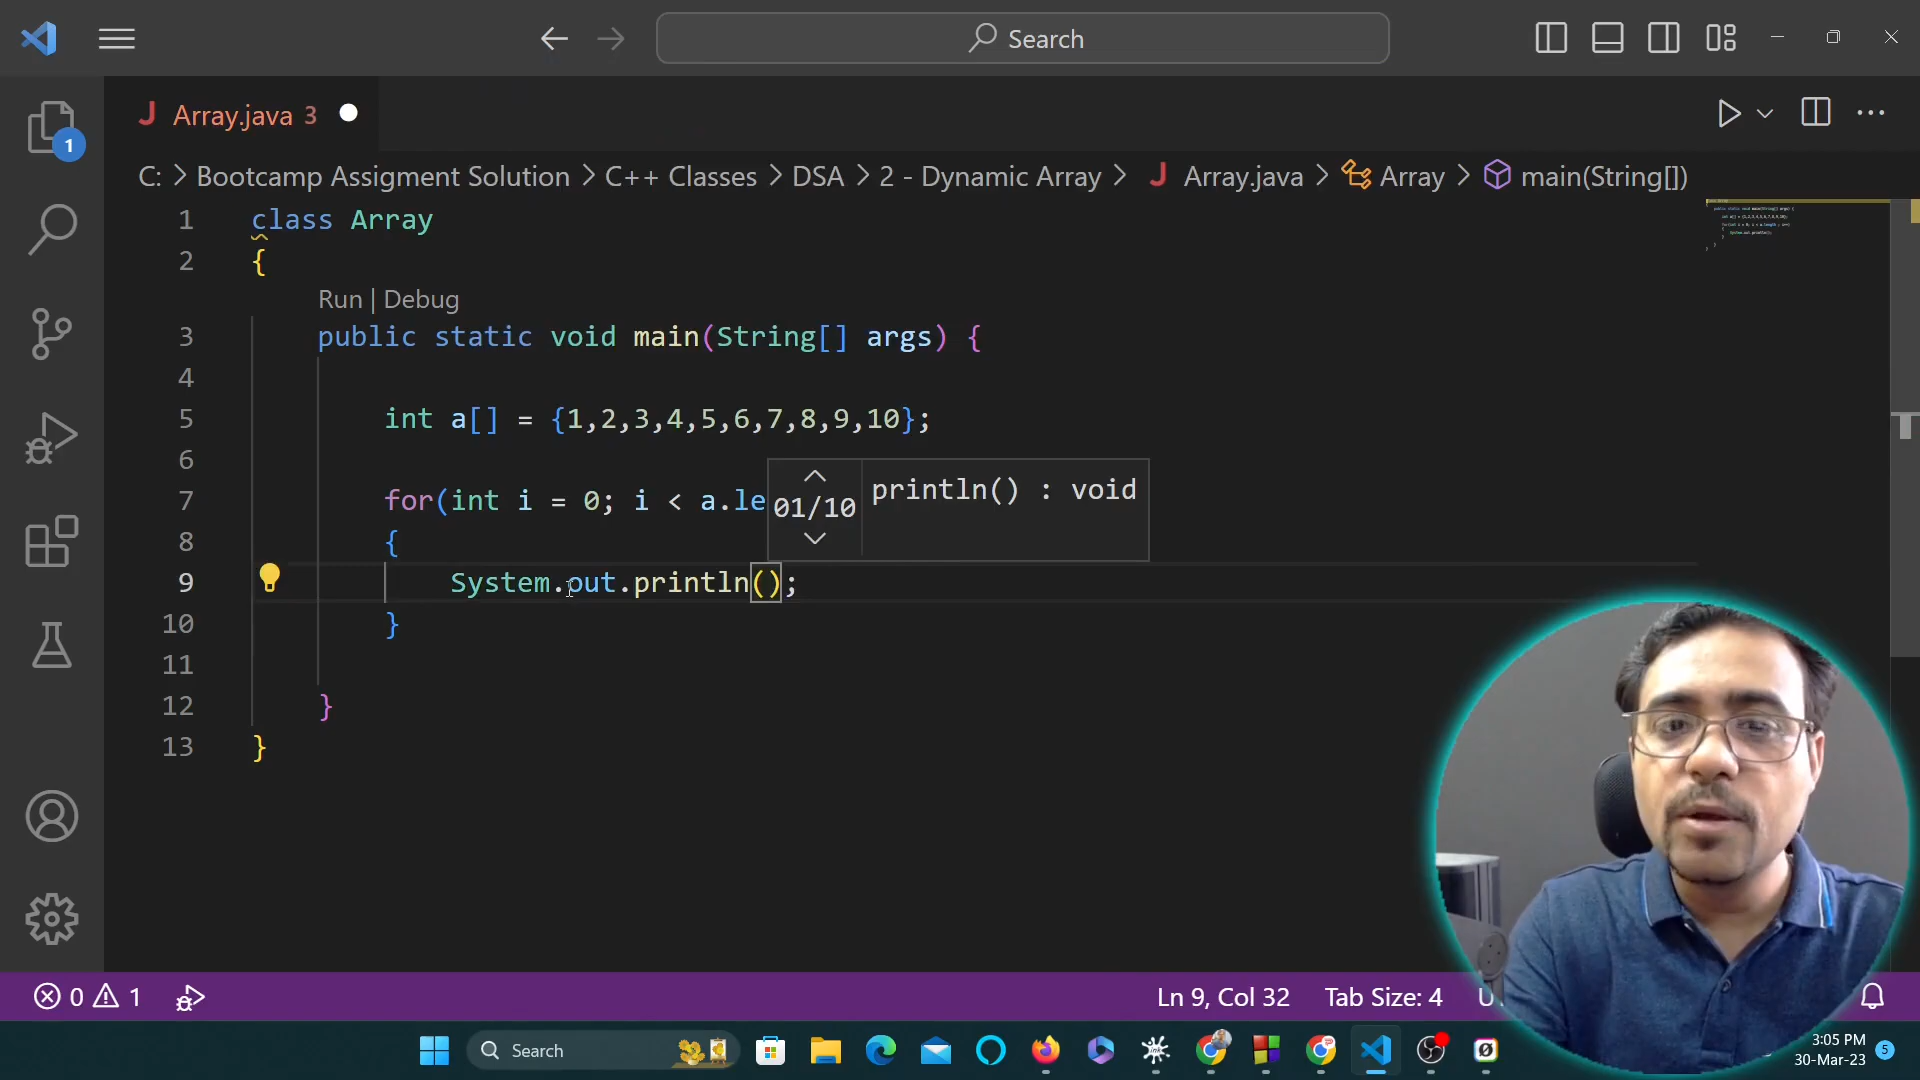 Search
J Array.java 3
1
C: > Bootcamp Assigment Solution > C++ Classes > DSA > 2 - Dynamic Array > J Array.java > Array > main(String[])
1 class Array
2 {
Run | Debug
3 public static void main(String[] args) {
4
5 int a[] = {1,2,3,4,5,6,7,8,9,10};
6
7 for(int i = 0; i < a.le
01/10 println() : void
8 {
9 System.out.println();
10 }
11
12 }
13 }
0 1 Ln 9, Col 32 Tab Size: 4
Search
3:05 PM
30-Mar-23 5